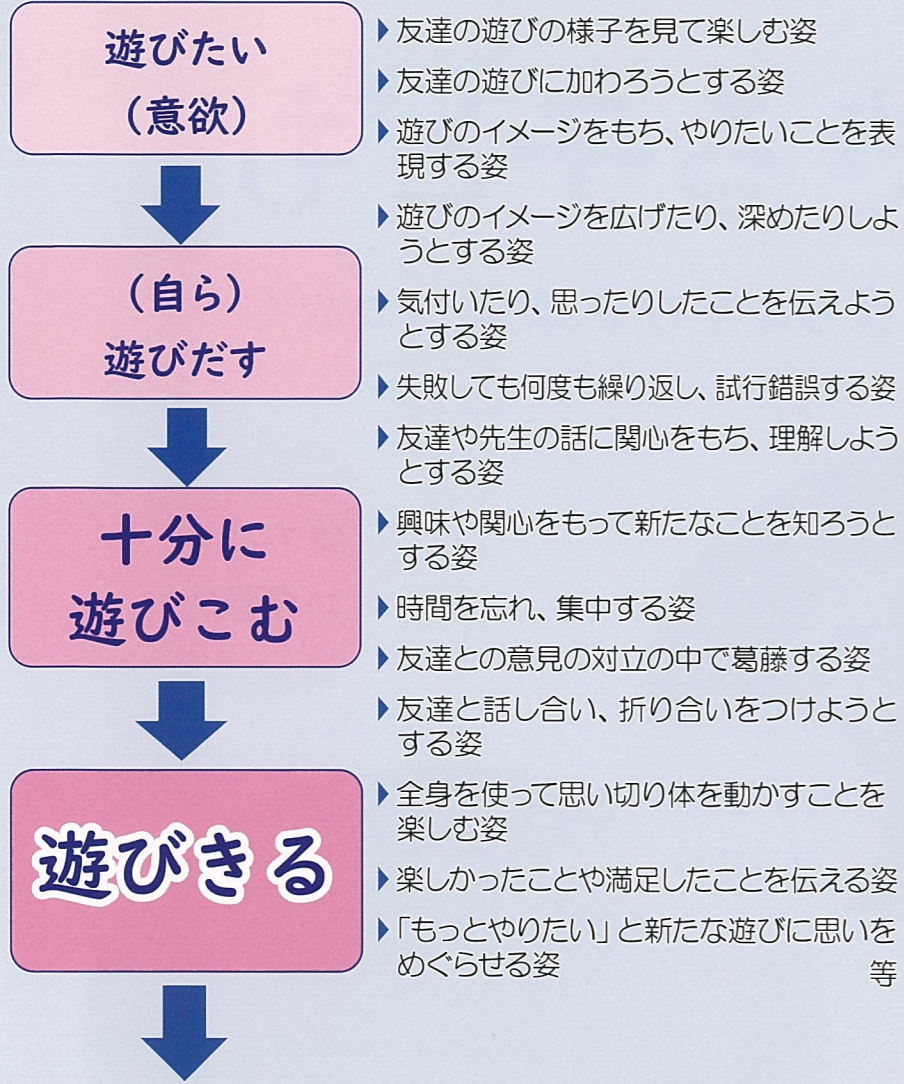 遊びたい
（意欲）
（自ら）
遊びだす
十分に
遊びこむ
遊びきる
友達の遊びの様子を見て楽しむ姿
友達の遊びに加わろうとする姿
遊びのイメージをもち、やりたいことを表
現する姿
遊びのイメージを広げたり、深めたりしよ
うとする姿
気付いたり、思ったりしたことを伝えよう
とする姿
失敗しても何度も繰り返し、試行錯誤する姿
友達や先生の話に関心をもち、理解しよう
とする姿
興味や関心をもって新たなことを知ろうと
する姿
時間を忘れ、集中する姿
友達との意見の対立の中で葛藤する姿
友達と話し合い、折り合いをつけようと
する姿
全身を使って思い切り体を動かすことを
楽しむ姿
楽しかったことや満足したことを伝える姿
「もっとやりたい」と新たな遊びに思いを
めぐらせる姿 等